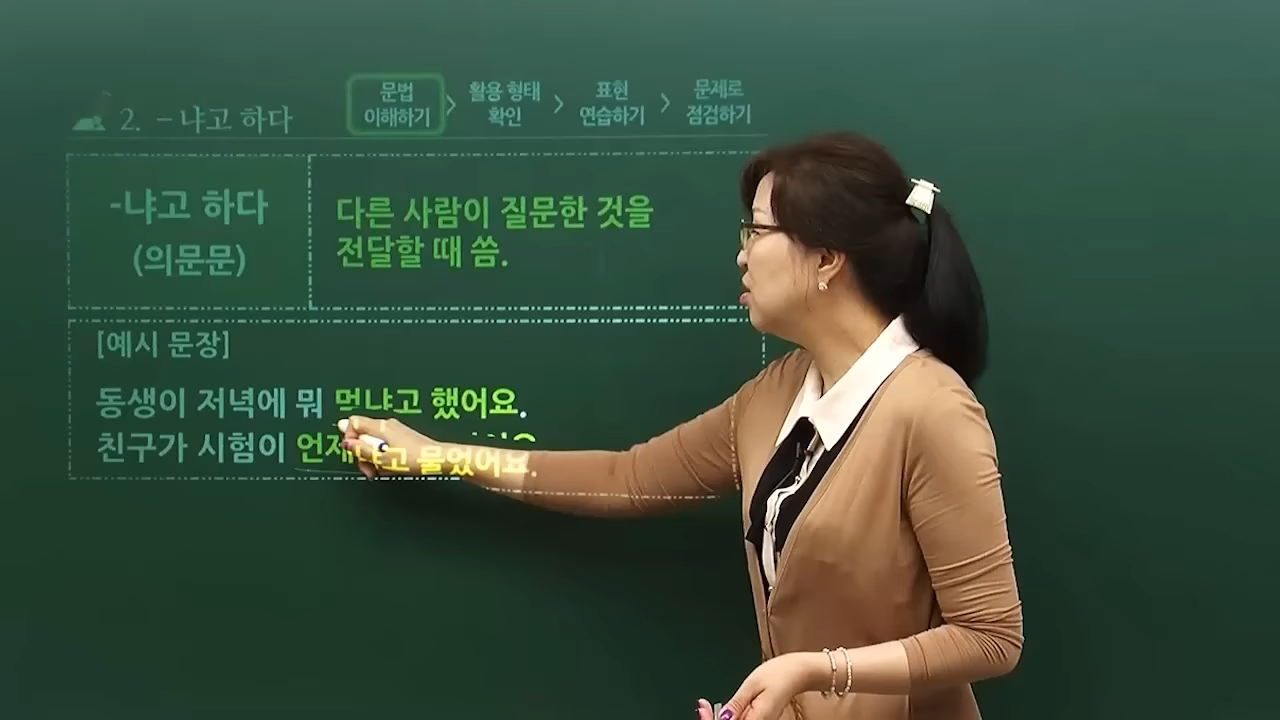 2. -냐고 하다
문법
이해하기
활용 형태
확인
표현
연습하기
문제로
점검하기
-냐고 하다
(의문문)
다른 사람이 질문한 것을
전달할 때 씀.
[예시 문장]
동생이 저녁에 뭐 먹냐고 했어요.
친구가 시험이 언제냐고 물었어요.